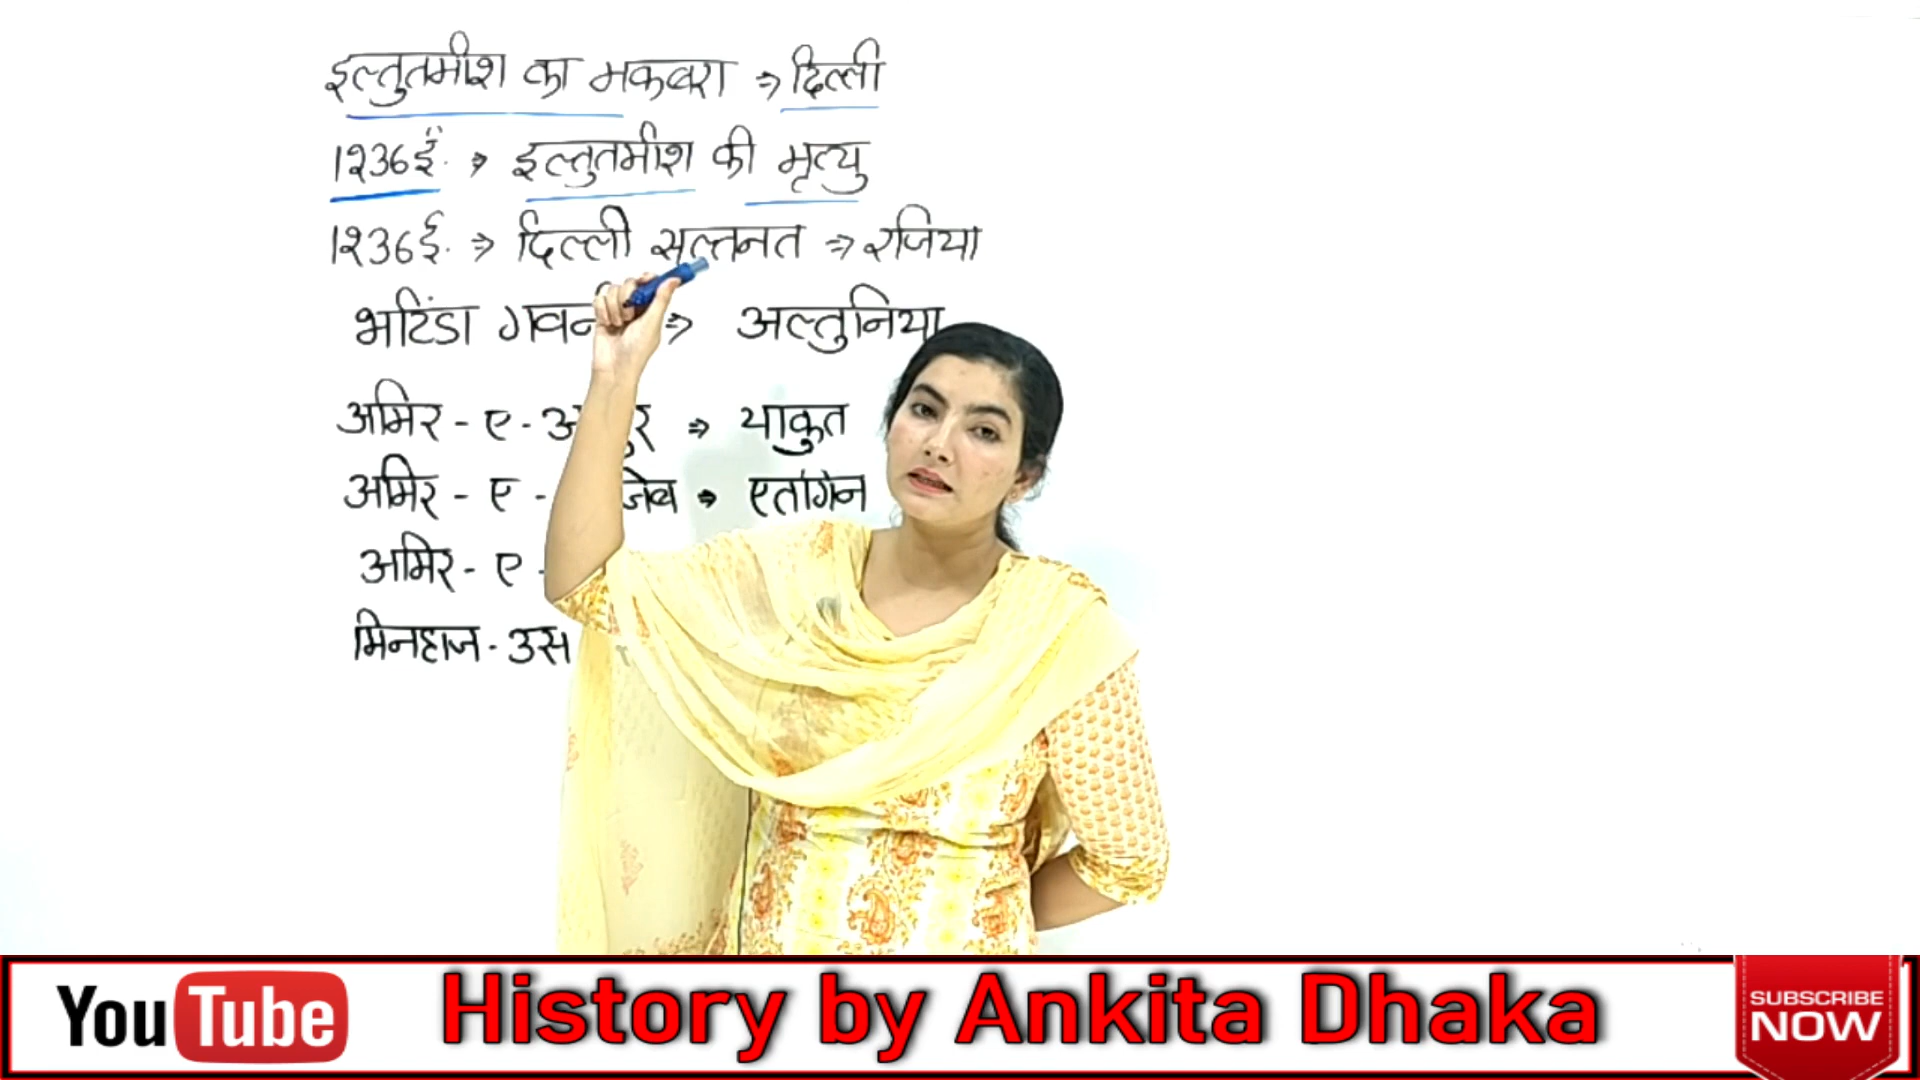 इल्तुतमीश का मकबरा ⇒ दिल्ली
1236ई. ⇒ इल्तुतमीश की मृत्यु
1236ई. ⇒ दिल्ली सल्तनत ⇒ रजिया
भटिंडा ⇒ अल्तुनिया
अमिर - ए - ⇒ याकुत
अमिर - ए - ⇒ एतगिन
अमिर - ए -
मिनहाज - उस
YouTube History by Ankita Dhaka SUBSCRIBE NOW